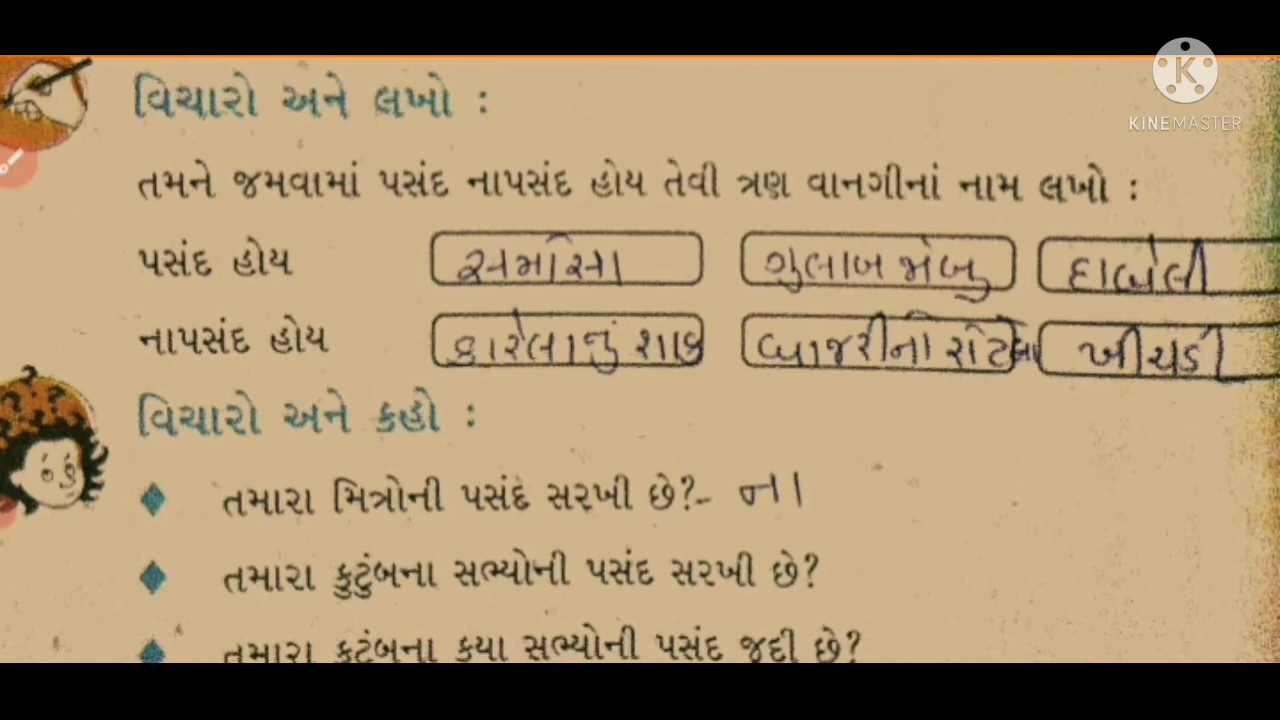 વિચારો અને લખો :
KINEMASTER
તમને જમવામાં પસંદ નાપસંદ હોય તેવી ત્રણ વાનગીનાં નામ લખો :
પસંદ હોય સમોસા ગુલાબ જાંબુ દાબેલી
નાપસંદ હોય કારેલાનું શાક બાજરીનો રોટલો ખીચડી
વિચારો અને કહો :
તમારા મિત્રોની પસંદ સરખી છે?- ના
તમારા કુટુંબના સભ્યોની પસંદ સરખી છે?
તમારા કુટુંબના કયા સભ્યોની પસંદ જુદી છે?